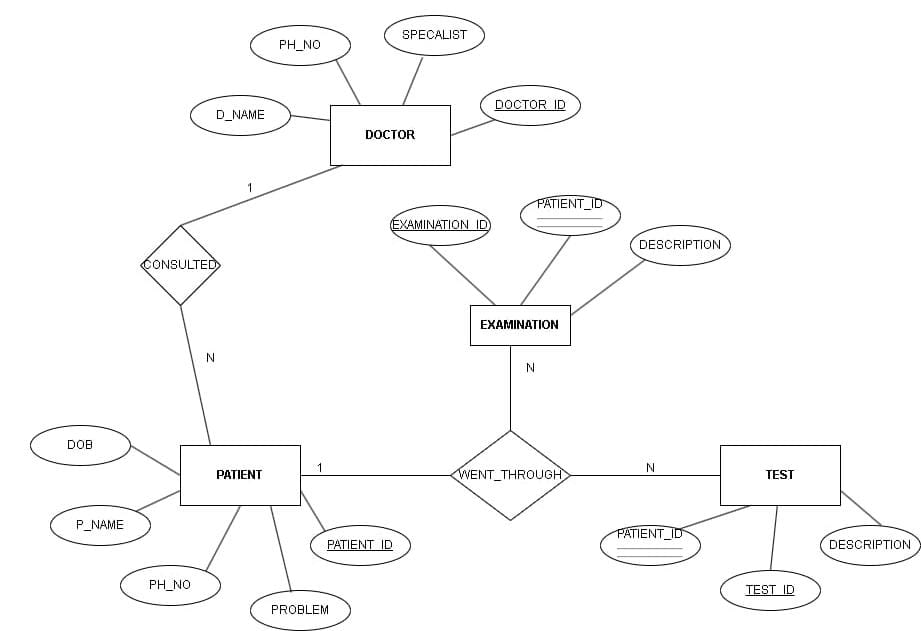 SPECALIST
PH_NO
DOCTOR_ID
D_NAME
DOCTOR
1
PATIENT_ID
EXAMINATION_ID
DESCRIPTION
CONSULTED
EXAMINATION
N
N
DOB
PATIENT
1
WENT_THROUGH
N
TEST
P_NAME
PATIENT_ID
PATIENT_ID
DESCRIPTION
PH_NO
TEST_ID
PROBLEM